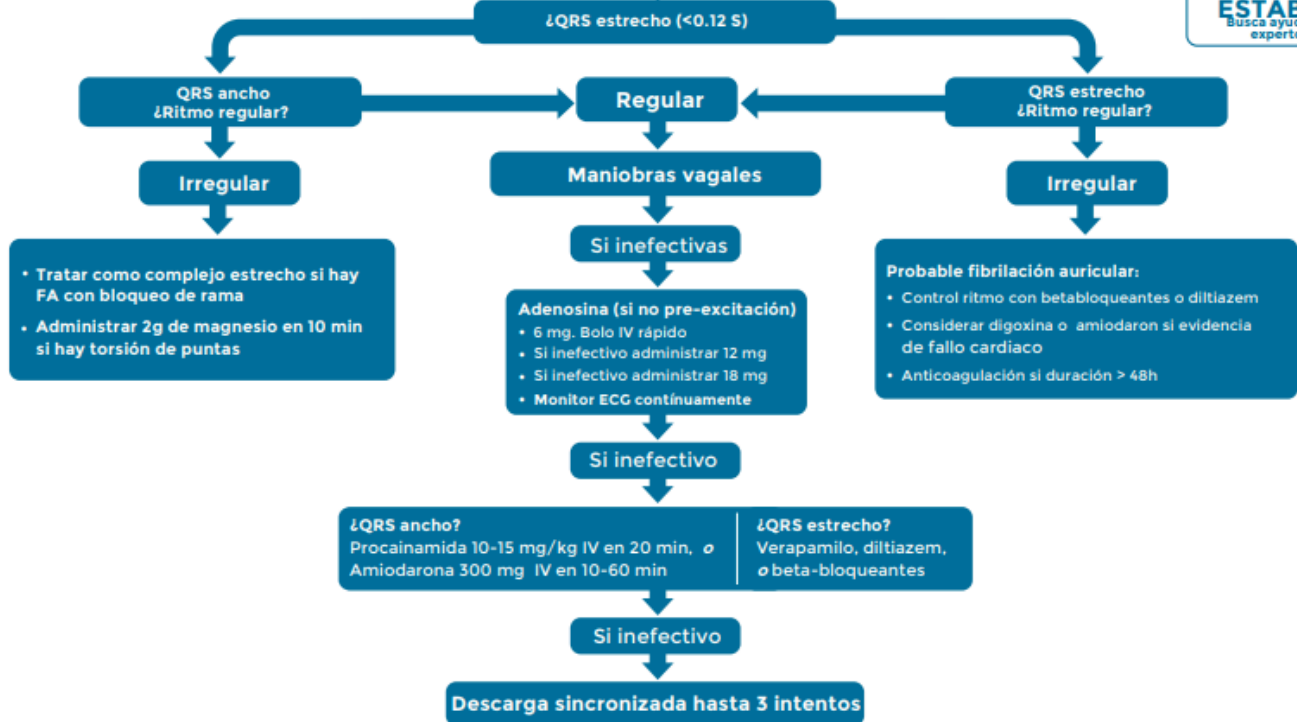 ¿QRS estrecho (<0.12 S)
QRS ancho
¿Ritmo regular?
Regular
QRS estrecho
¿Ritmo regular?
Irregular
Maniobras vagales
Irregular
Si inefectivas
• Tratar como complejo estrecho si hay
FA con bloqueo de rama
• Administrar 2g de magnesio en 10 min
si hay torsión de puntas
Adenosina (si no pre-excitación)
• 6 mg. Bolo IV rápido
• Si inefectivo administrar 12 mg
• Si inefectivo administrar 18 mg
• Monitor ECG contínuamente
Probable fibrilación auricular:
• Control ritmo con betabloqueantes o diltiazem
• Considerar digoxina o amiodaron si evidencia
de fallo cardiaco
• Anticoagulación si duración > 48h
Si inefectivo
¿QRS ancho?
Procainamida 10-15 mg/kg IV en 20 min, o
Amiodarona 300 mg IV en 10-60 min
¿QRS estrecho?
Verapamilo, diltiazem,
o beta-bloqueantes
Si inefectivo
Descarga sincronizada hasta 3 intentos
Busca